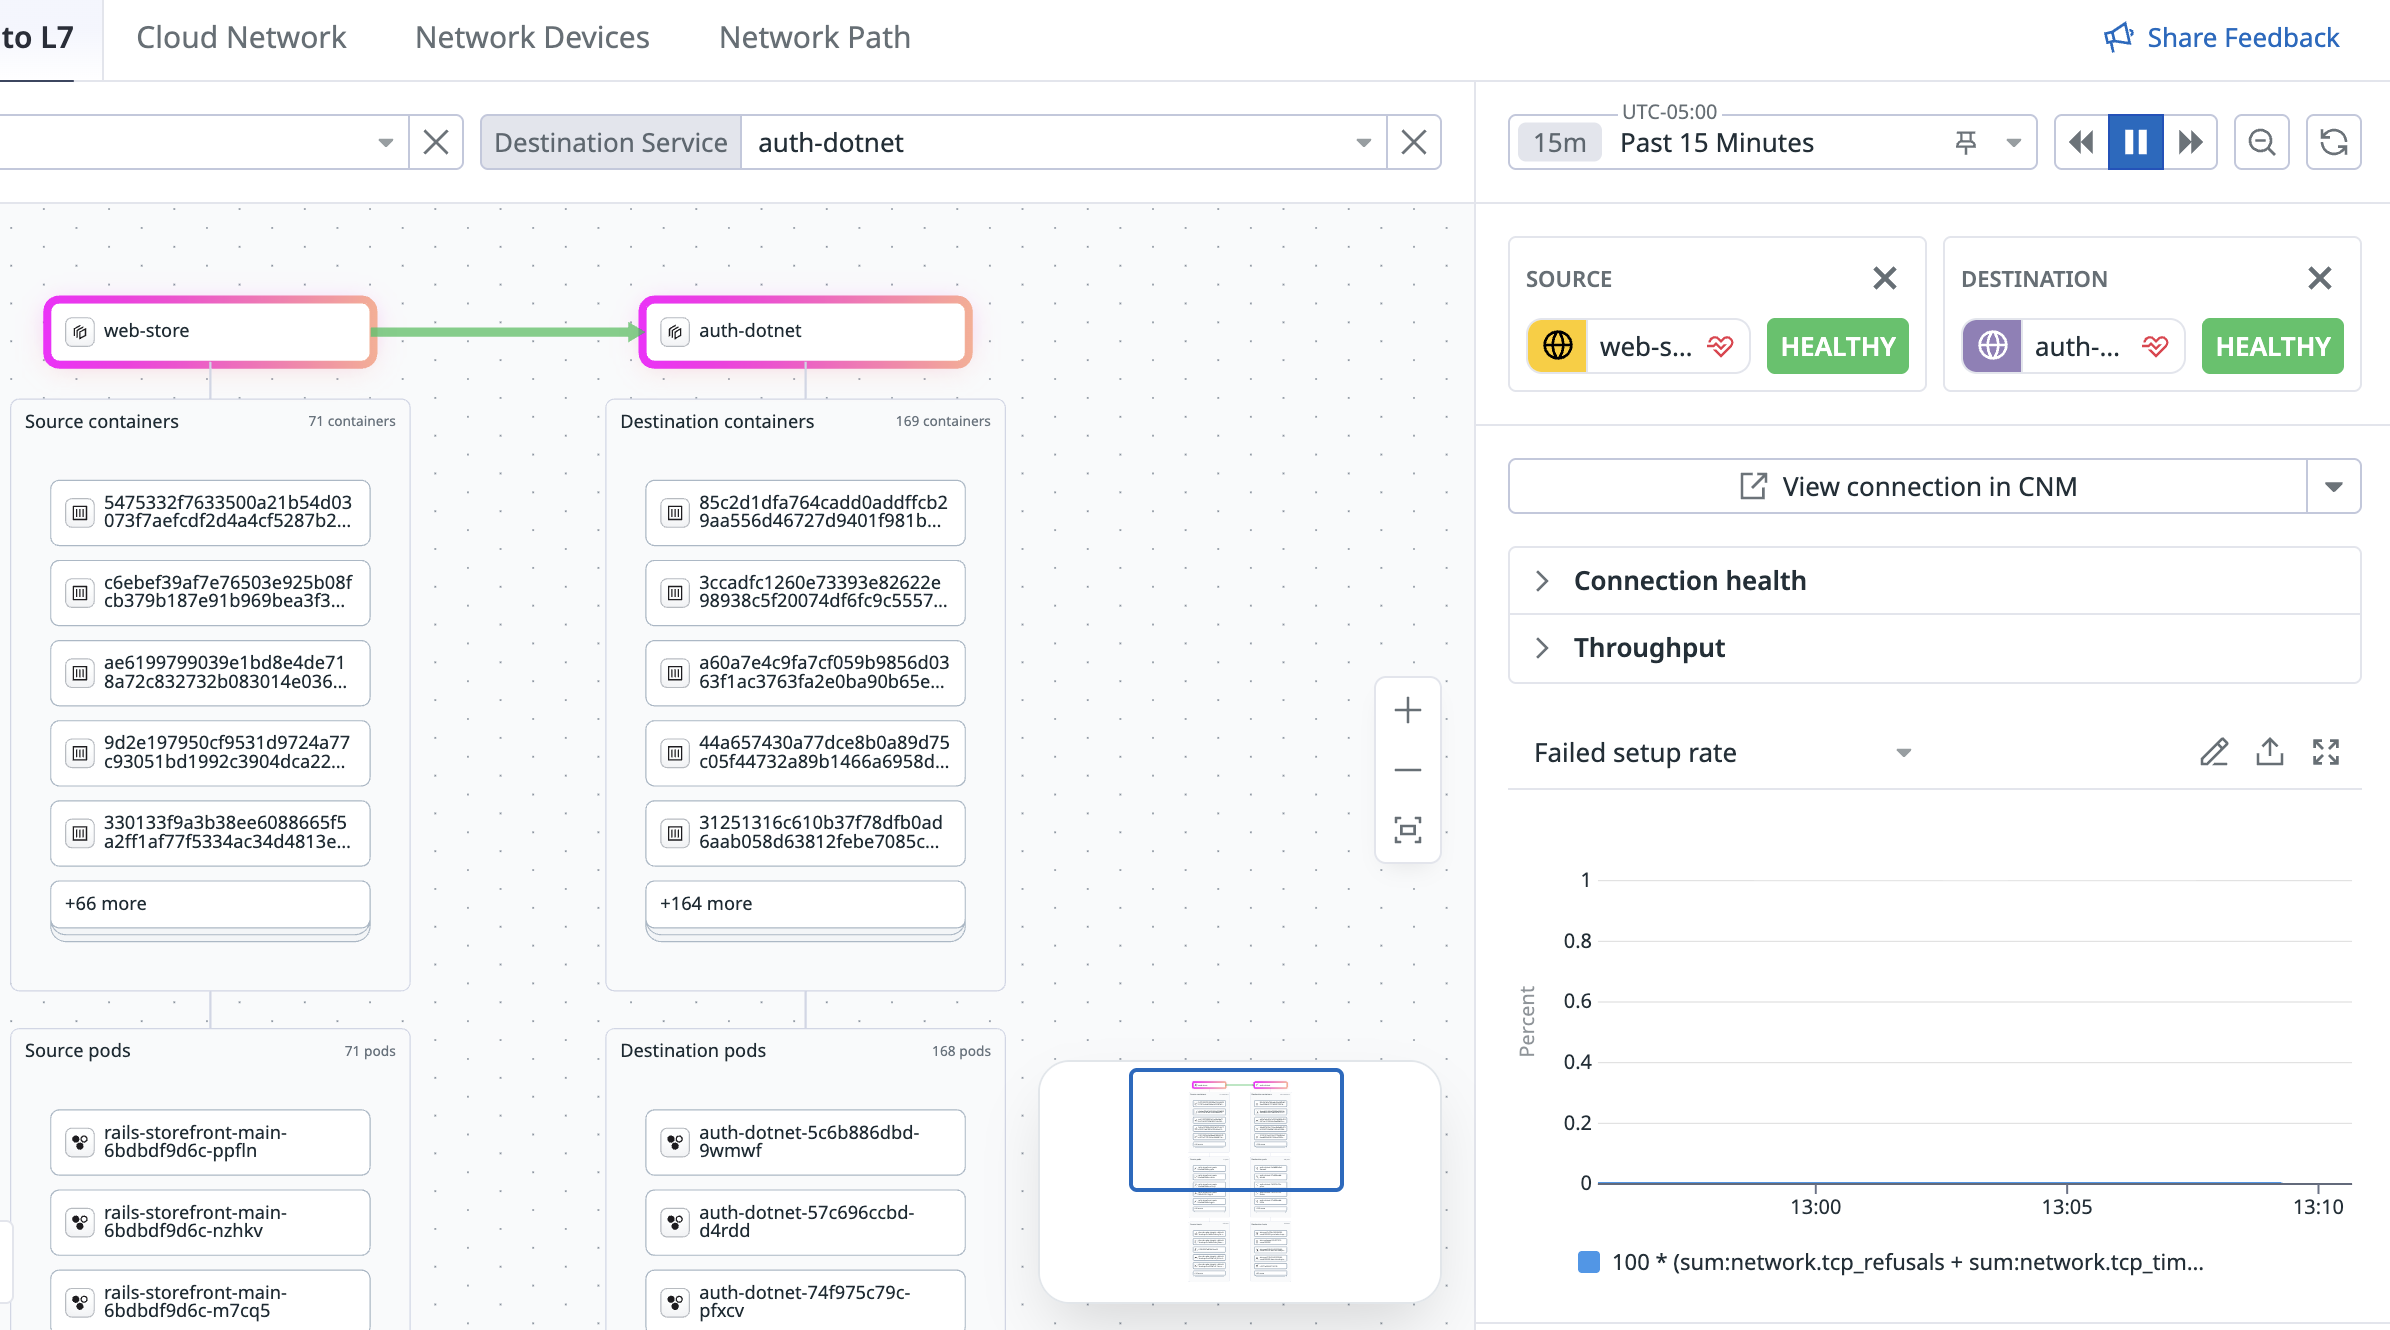 to L7
Cloud Network
Network Devices
Network Path
Share Feedback
Destination Service
auth-dotnet
UTC-05:00
15m
Past 15 Minutes
web-store
auth-dotnet
Source containers
71 containers
5475332f7633500a21b54d03
073f7aefcdf2d4a4cf5287b2...
c6ebef39af7e76503e925b08f
cb379b187e91b969bea3f3...
ae6199799039e1bd8e4de71
8a72c832732b083014e036...
9d2e197950cf9531d9724a77
c93051bd1992c3904dca22...
330133f9a3b38ee6088665f5
a2ff1af77f5334ac34d4813e...
+66 more
Destination containers
169 containers
85c2d1dfa764cadd0addffcb2
9aa556d46727d9401f981b...
3ccadfc1260e73393e82622e
98938c5f20074df6fc9c5557...
a60a7e4c9fa7cf059b9856d03
63f1ac3763fa2e0ba90b65e...
44a657430a77dce8b0a89d75
c05f44732a89b1466a6958d...
31251316c610b37f78dfb0ad
6aab058d63812febe7085c...
+164 more
Source pods
71 pods
rails-storefront-main-
6bdbdf9d6c-ppfln
rails-storefront-main-
6bdbdf9d6c-nzhkv
rails-storefront-main-
6bdbdf9d6c-m7cq5
Destination pods
168 pods
auth-dotnet-5c6b886dbd-
9wmwf
auth-dotnet-57c696ccbd-
d4rdd
auth-dotnet-74f975c79c-
pfxcv
SOURCE
web-s...
HEALTHY
DESTINATION
auth-...
HEALTHY
View connection in CNM
Connection health
Throughput
Failed setup rate
Percent
1
0.8
0.6
0.4
0.2
0
13:00
13:05
13:10
100 * (sum:network.tcp_refusals + sum:network.tcp_tim...